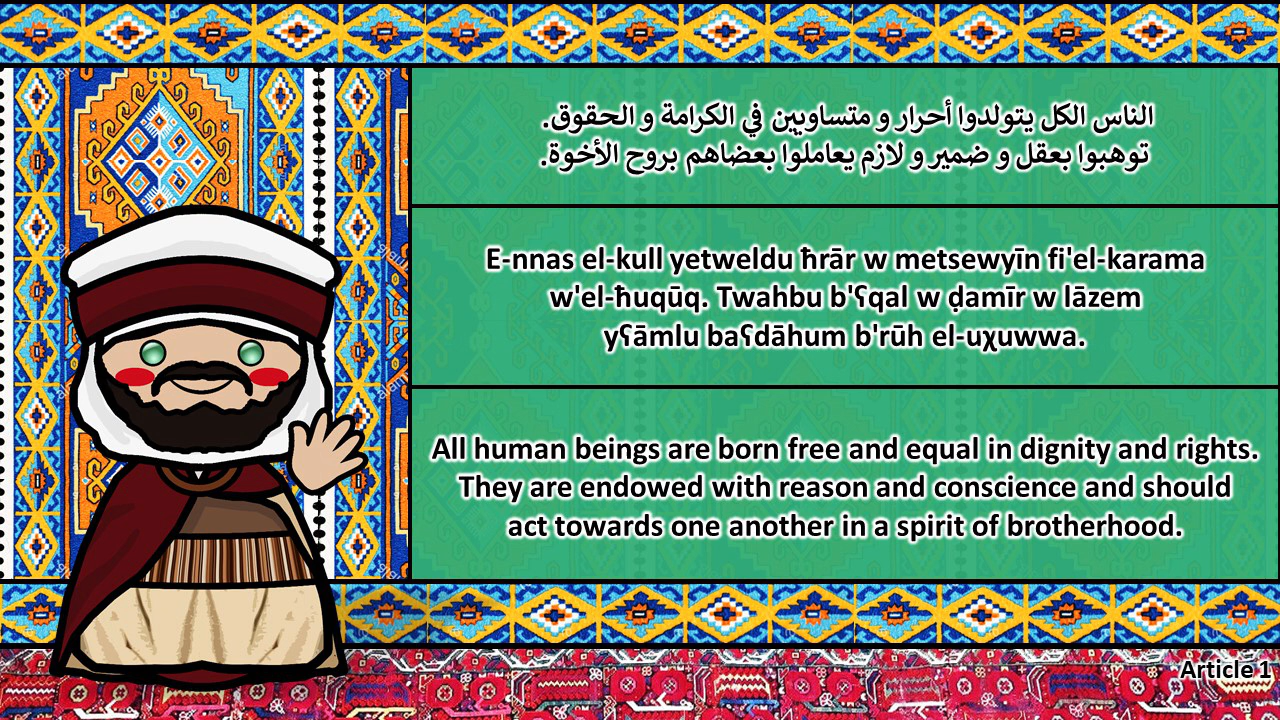 الناس الكل يتولدوا أحرار و متساويين في الكرامة و الحقوق.
توهبوا بعقل و ضمير و لازم يعاملوا بعضاهم بروح الأخوة.
E-nnas el-kull yetweldu ħrār w metsewyīn fi'el-karama
w'el-ħuqūq. Twahbu b'ʕqal w ḍamīr w lāzem
yʕāmlu baʕdāhum b'rūh el-uχuwwa.
All human beings are born free and equal in dignity and rights.
They are endowed with reason and conscience and should
act towards one another in a spirit of brotherhood.
Article 1